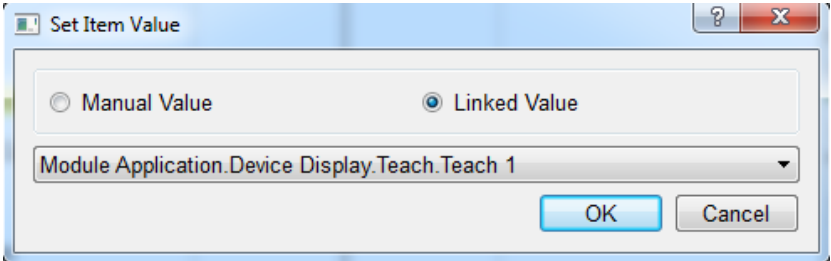 Set Item Value
Manual Value Linked Value
Module Application.Device Display.Teach.Teach 1
OK Cancel